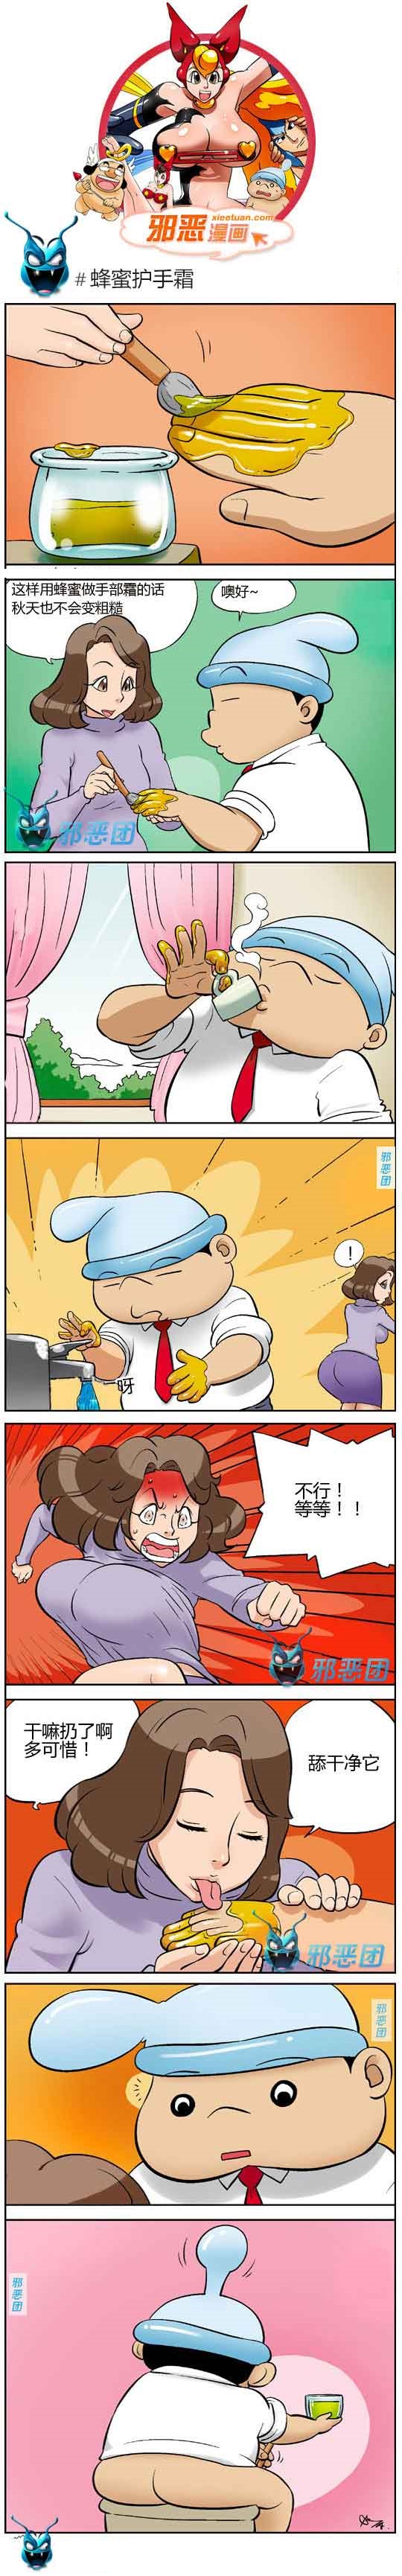 xieetuan.com
邪恶漫画
#蜂蜜护手霜
这样用蜂蜜做手部霜的话
秋天也不会变粗糙
噢好~
邪恶团
邪恶团
!
呀
不行！
等等！！
邪恶团
干嘛扔了啊
多可惜！
舔干净它
邪恶团
邪恶团
邪恶团